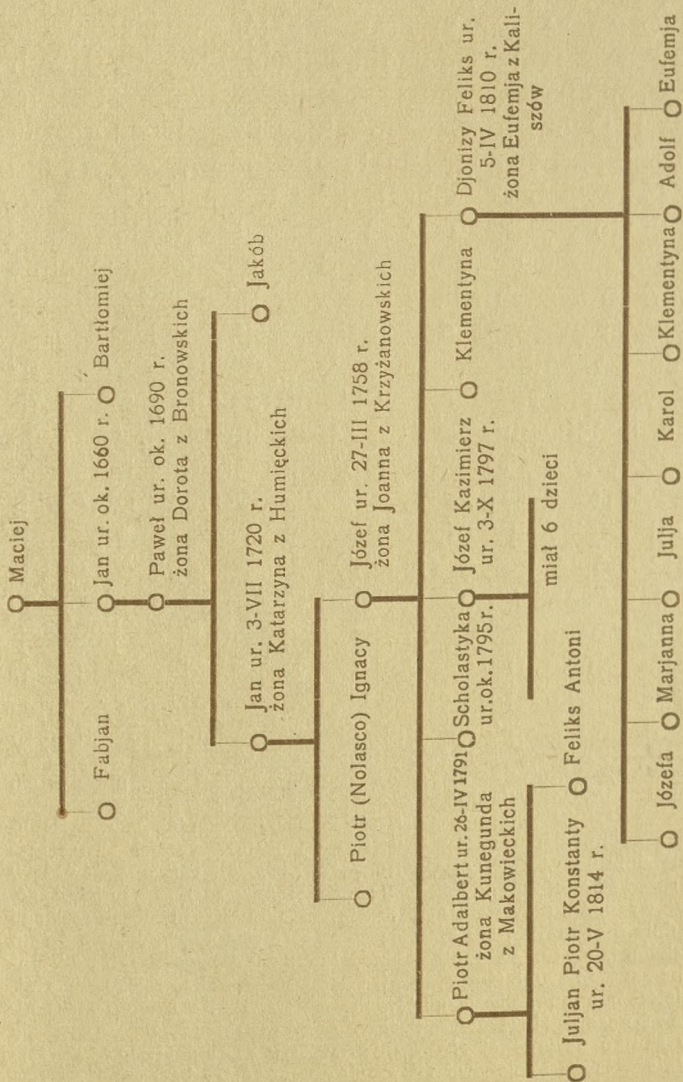 Maciej
Fabjan
Jan ur. ok. 1660 r.
Bartłomiej
Paweł ur. ok. 1690 r.
żona Dorota z Bronowskich
Jan ur. 3-VII 1720 r.
żona Katarzyna z Humięckich
Jakób
Piotr (Nolasco) Ignacy
Józef ur. 27-III 1758 r.
żona Joanna z Krzyżanowskich
Piotr Adalbert ur. 26-IV 1791
żona Kunegunda
z Makowieckich
Scholastyka
ur.ok.1795r.
Józef Kazimierz
ur. 3-X 1797 r.
Klementyna
Djonizy Feliks ur.
5-IV 1810 r.
żona Eufemja z Kali-
szów
Juljan Piotr Konstanty
ur. 20-V 1814 r.
Feliks Antoni
miał 6 dzieci
Józefa
Marjanna
Julja
Karol
Klementyna
Adolf
Eufemja